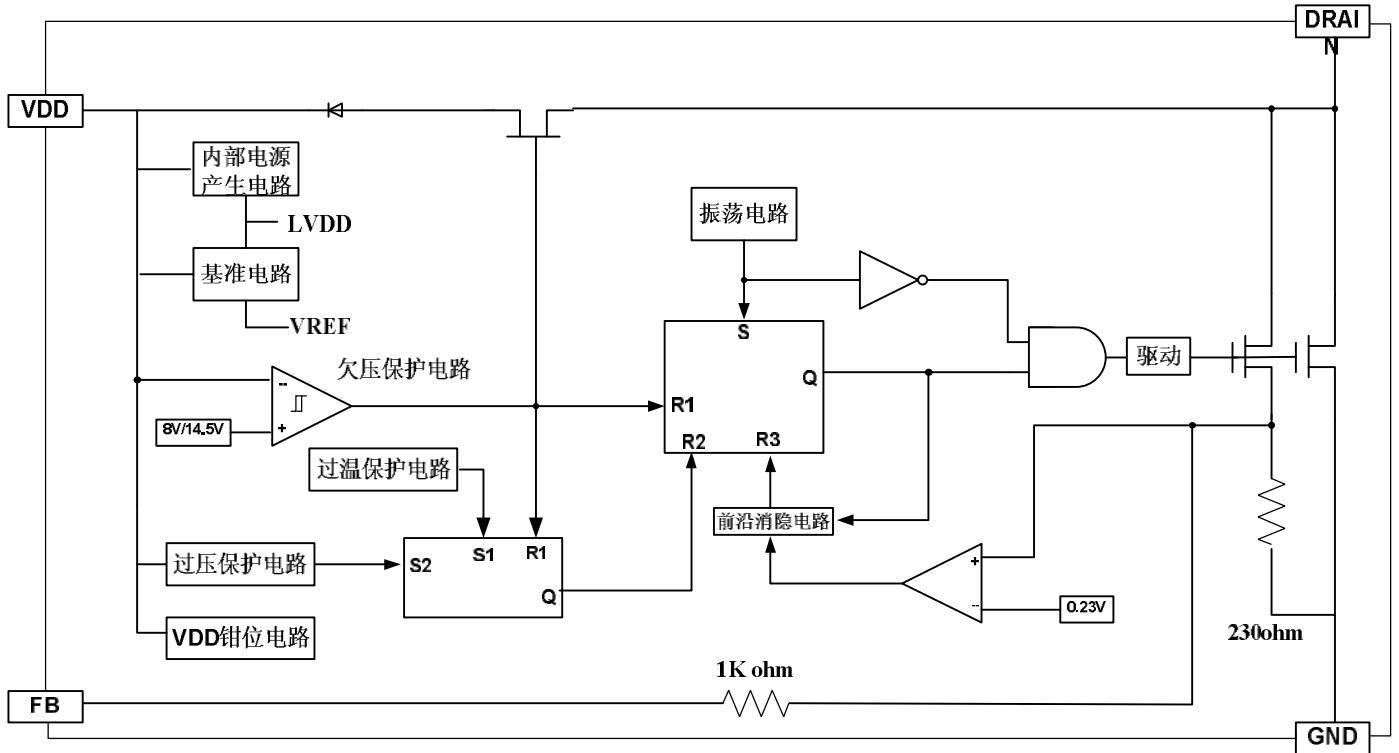 DRAI
N
VDD
内部电源
产生电路
LVDD
基准电路
VREF
振荡电路
欠压保护电路
--
+
8V/14.5V
过温保护电路
S
Q
R1
R2
R3
驱动
前沿消隐电路
过压保护电路
S2
S1
R1
Q
+
--
0.23V
VDD钳位电路
230ohm
1K ohm
FB
GND